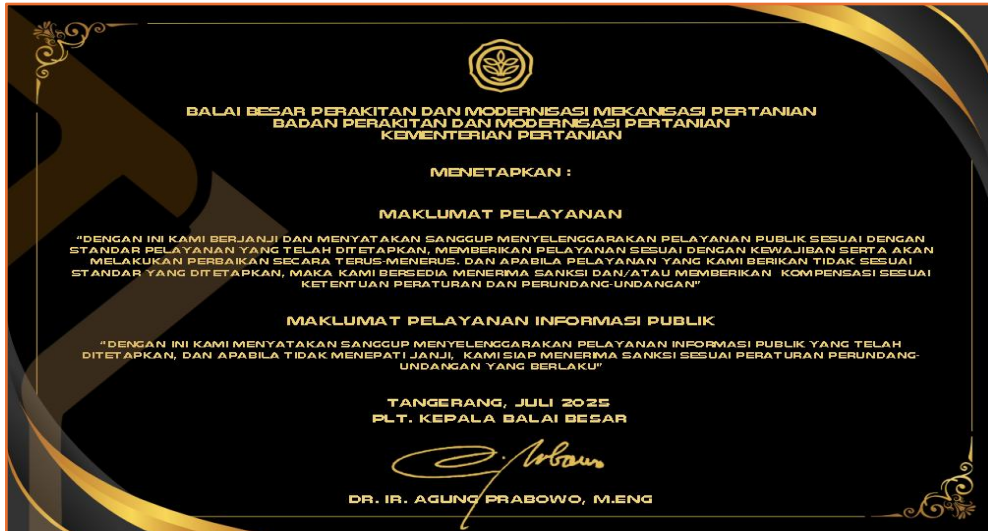 BALAI BESAR PERAKITAN DAN MODERNISASI MEKANISASI PERTANIAN
BADAN PERAKITAN DAN MODERNISASI PERTANIAN
KEMENTERIAN PERTANIAN
MENETAPKAN :
MAKLUMAT PELAYANAN
"DENGAN INI KAMI BERJANJI DAN MENYATAKAN SANGGUP MENYELENGGARAKAN PELAYANAN PUBLIK SESUAI DENGAN
STANDAR PELAYANAN YANG TELAH DITETAPKAN, MEMBERIKAN PELAYANAN SESUAI DENGAN KEWAJIBAN SERTA AKAN
MELAKUKAN PERBAIKAN SECARA TERUS-MENERUS. DAN APABILA PELAYANAN YANG KAMI BERIKAN TIDAK SESUAI
STANDAR YANG DITETAPKAN, MAKA KAMI BERSEDIA MENERIMA SANKSI DAN/ATAU MEMBERIKAN KOMPENSASI SESUAI
KETENTUAN PERATURAN DAN PERUNDANG-UNDANGAN"
MAKLUMAT PELAYANAN INFORMASI PUBLIK
"DENGAN INI KAMI MENYATAKAN SANGGUP MENYELENGGARAKAN PELAYANAN INFORMASI PUBLIK YANG TELAH
DITETAPKAN, DAN APABILA TIDAK MENEPATI JANJI, KAMI SIAP MENERIMA SANKSI SESUAI PERATURAN PERUNDANG-
UNDANGAN YANG BERLAKU"
TANGERANG, JULI 2025
PLT. KEPALA BALAI BESAR
DR. IR. AGUNG PRABOWO, M.ENG